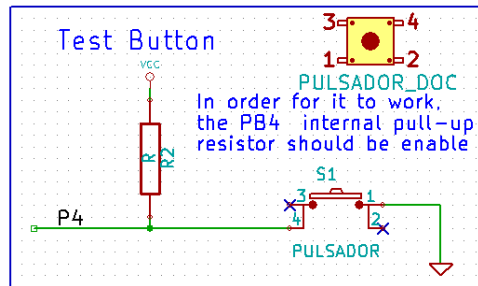 Test Button
3 4
1 2
PULSADOR_DOC
VCC
In order for it to work,
the PB4 internal pull-up
resistor should be enable
R
R2
S1
3 1
4 2
P4
PULSADOR